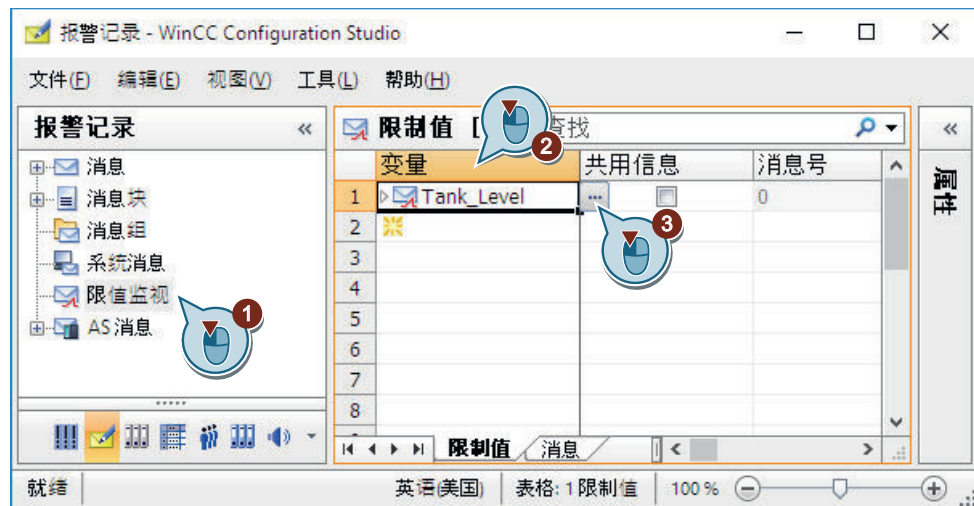 报警记录 - WinCC Configuration Studio
文件(F) 编辑(E) 视图(V) 工具(L) 帮助(H)
报警记录 «
消息
消息块
消息组
系统消息
限值监视
AS 消息
1
限制值 [ 查找
2
变量 共用信息 消息号
1 Tank_Level ... 0
2
3
3
4
5
6
7
8
限制值 消息
«
属性
就绪 英语(美国) 表格: 1 限制值 100 %